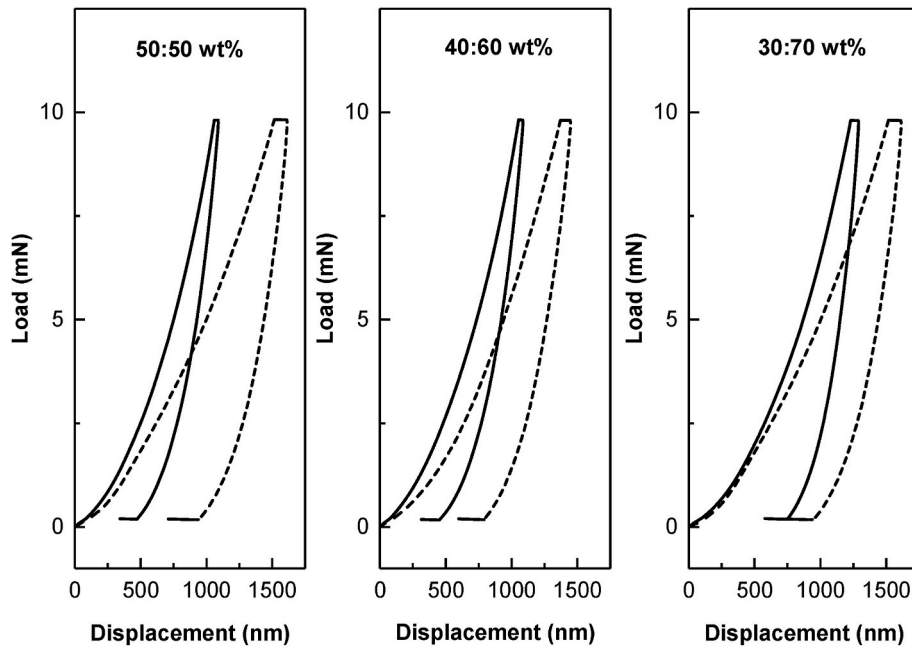 50:50 wt%
10
5
0
Load (mN)
0 500 1000 1500
Displacement (nm)
40:60 wt%
10
5
0
Load (mN)
0 500 1000 1500
Displacement (nm)
30:70 wt%
10
5
0
Load (mN)
0 500 1000 1500
Displacement (nm)